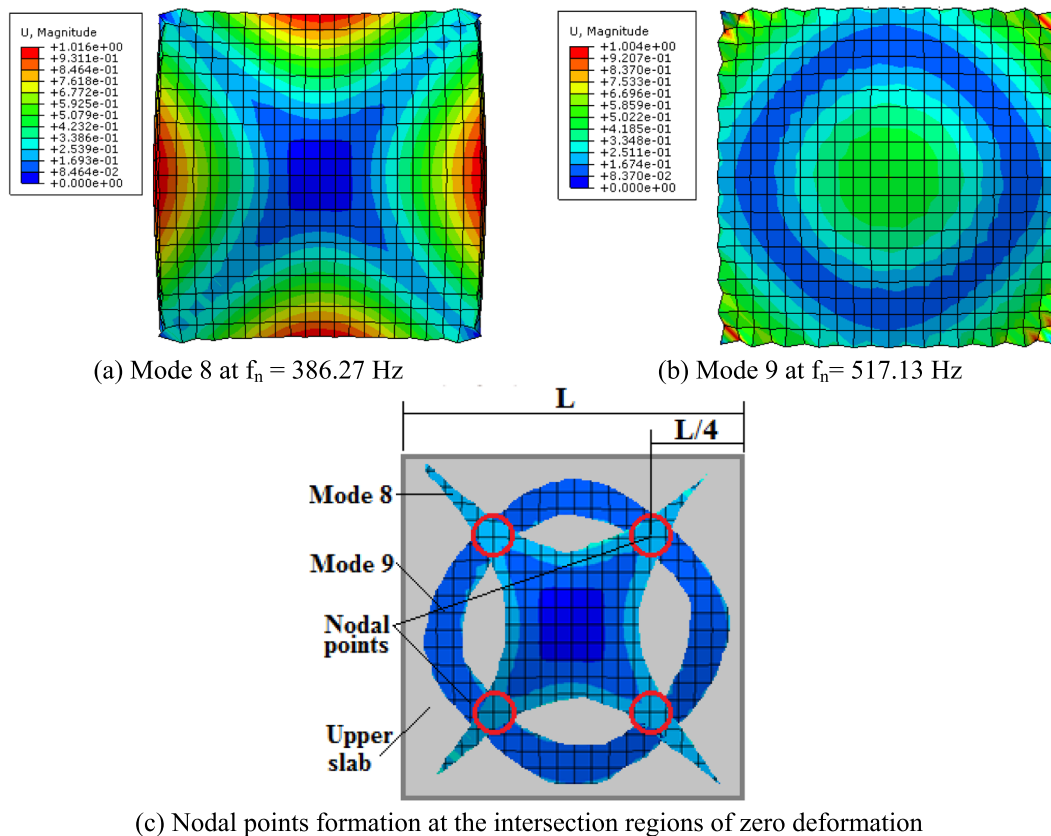 U, Magnitude
+1.016e+00
+9.311e-01
+8.464e-01
+7.618e-01
+6.772e-01
+5.925e-01
+5.079e-01
+4.232e-01
+3.386e-01
+2.539e-01
+1.693e-01
+8.464e-02
+0.000e+00
U, Magnitude
+1.004e+00
+9.207e-01
+8.370e-01
+7.533e-01
+6.696e-01
+5.859e-01
+5.022e-01
+4.185e-01
+3.348e-01
+2.511e-01
+1.674e-01
+8.370e-02
+0.000e+00
(a) Mode 8 at fn = 386.27 Hz
(b) Mode 9 at fn= 517.13 Hz
L
L/4
Mode 8
Mode 9
Nodal
points
Upper
slab
(c) Nodal points formation at the intersection regions of zero deformation